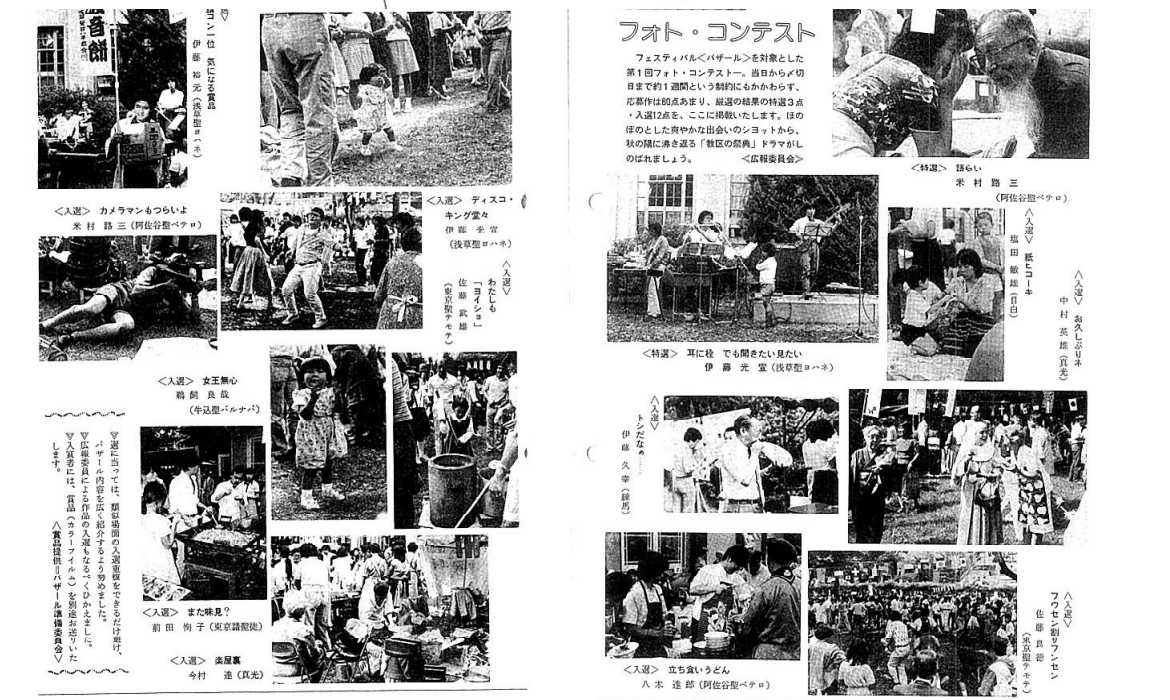 フォト・コンテスト
フェスティバル<バザール>を対象とした
第1回フォト・コンテスト―。当日から〆切
日まで約1週間という制約にもかかわらず、
応募作は60点あまり、厳選の結果の特選3点
・入選12点を、ここに掲載いたします。ほの
ぼのとした爽やかな出会いのショットから、
秋の陽に沸き返る「教区の祭典」ドラマがし
のばれましょう。 <広報委員会>
<特選> 語らい
米村路三
(阿佐谷聖ペテロ)
<特選> 耳に栓 でも聞きたい見たい
伊藤光宣(浅草聖ヨハネ)
<入選> 紙ヒコーキ
塩田敏雄(目白)
<入選> お久しぶりネ
中村英雄(真光)
<入選>
トシだなぁ……
伊藤久幸(練馬)
<入選> 立ち食いうどん
八木達郎(阿佐谷聖ペテロ)
<入選>
フウセン割りフンセン
佐藤良徳
(東京聖テモテ)
コン一位 気になる賞品
伊藤裕元(浅草聖ヨハネ)
音餅
<入選> カメラマンもつらいよ
米村路三(阿佐谷聖ペテロ)
<入選> ディスコ・
キング堂々
伊藤光宣
(浅草聖ヨハネ)
<入選>
わたしも
「ヨイショ」
佐藤武雄
(東京聖テモテ)
<入選> 女王無心
鵜飼良哉
(牛込聖バルナバ)
<入選> また味見?
前田恂子(東京諸聖徒)
<入選> 楽屋裏
今村達(真光)
▽選に当っては、類似場面の入選重複をできるだけ避け、
バザール内容を広く紹介するよう努めました。
▽広報委員による作品の入選もなるべくひかえました。
▽入賞者には、賞品(カラーフイルム)を別途お送りいた
します。 <賞品提供=バザール準備委員会>